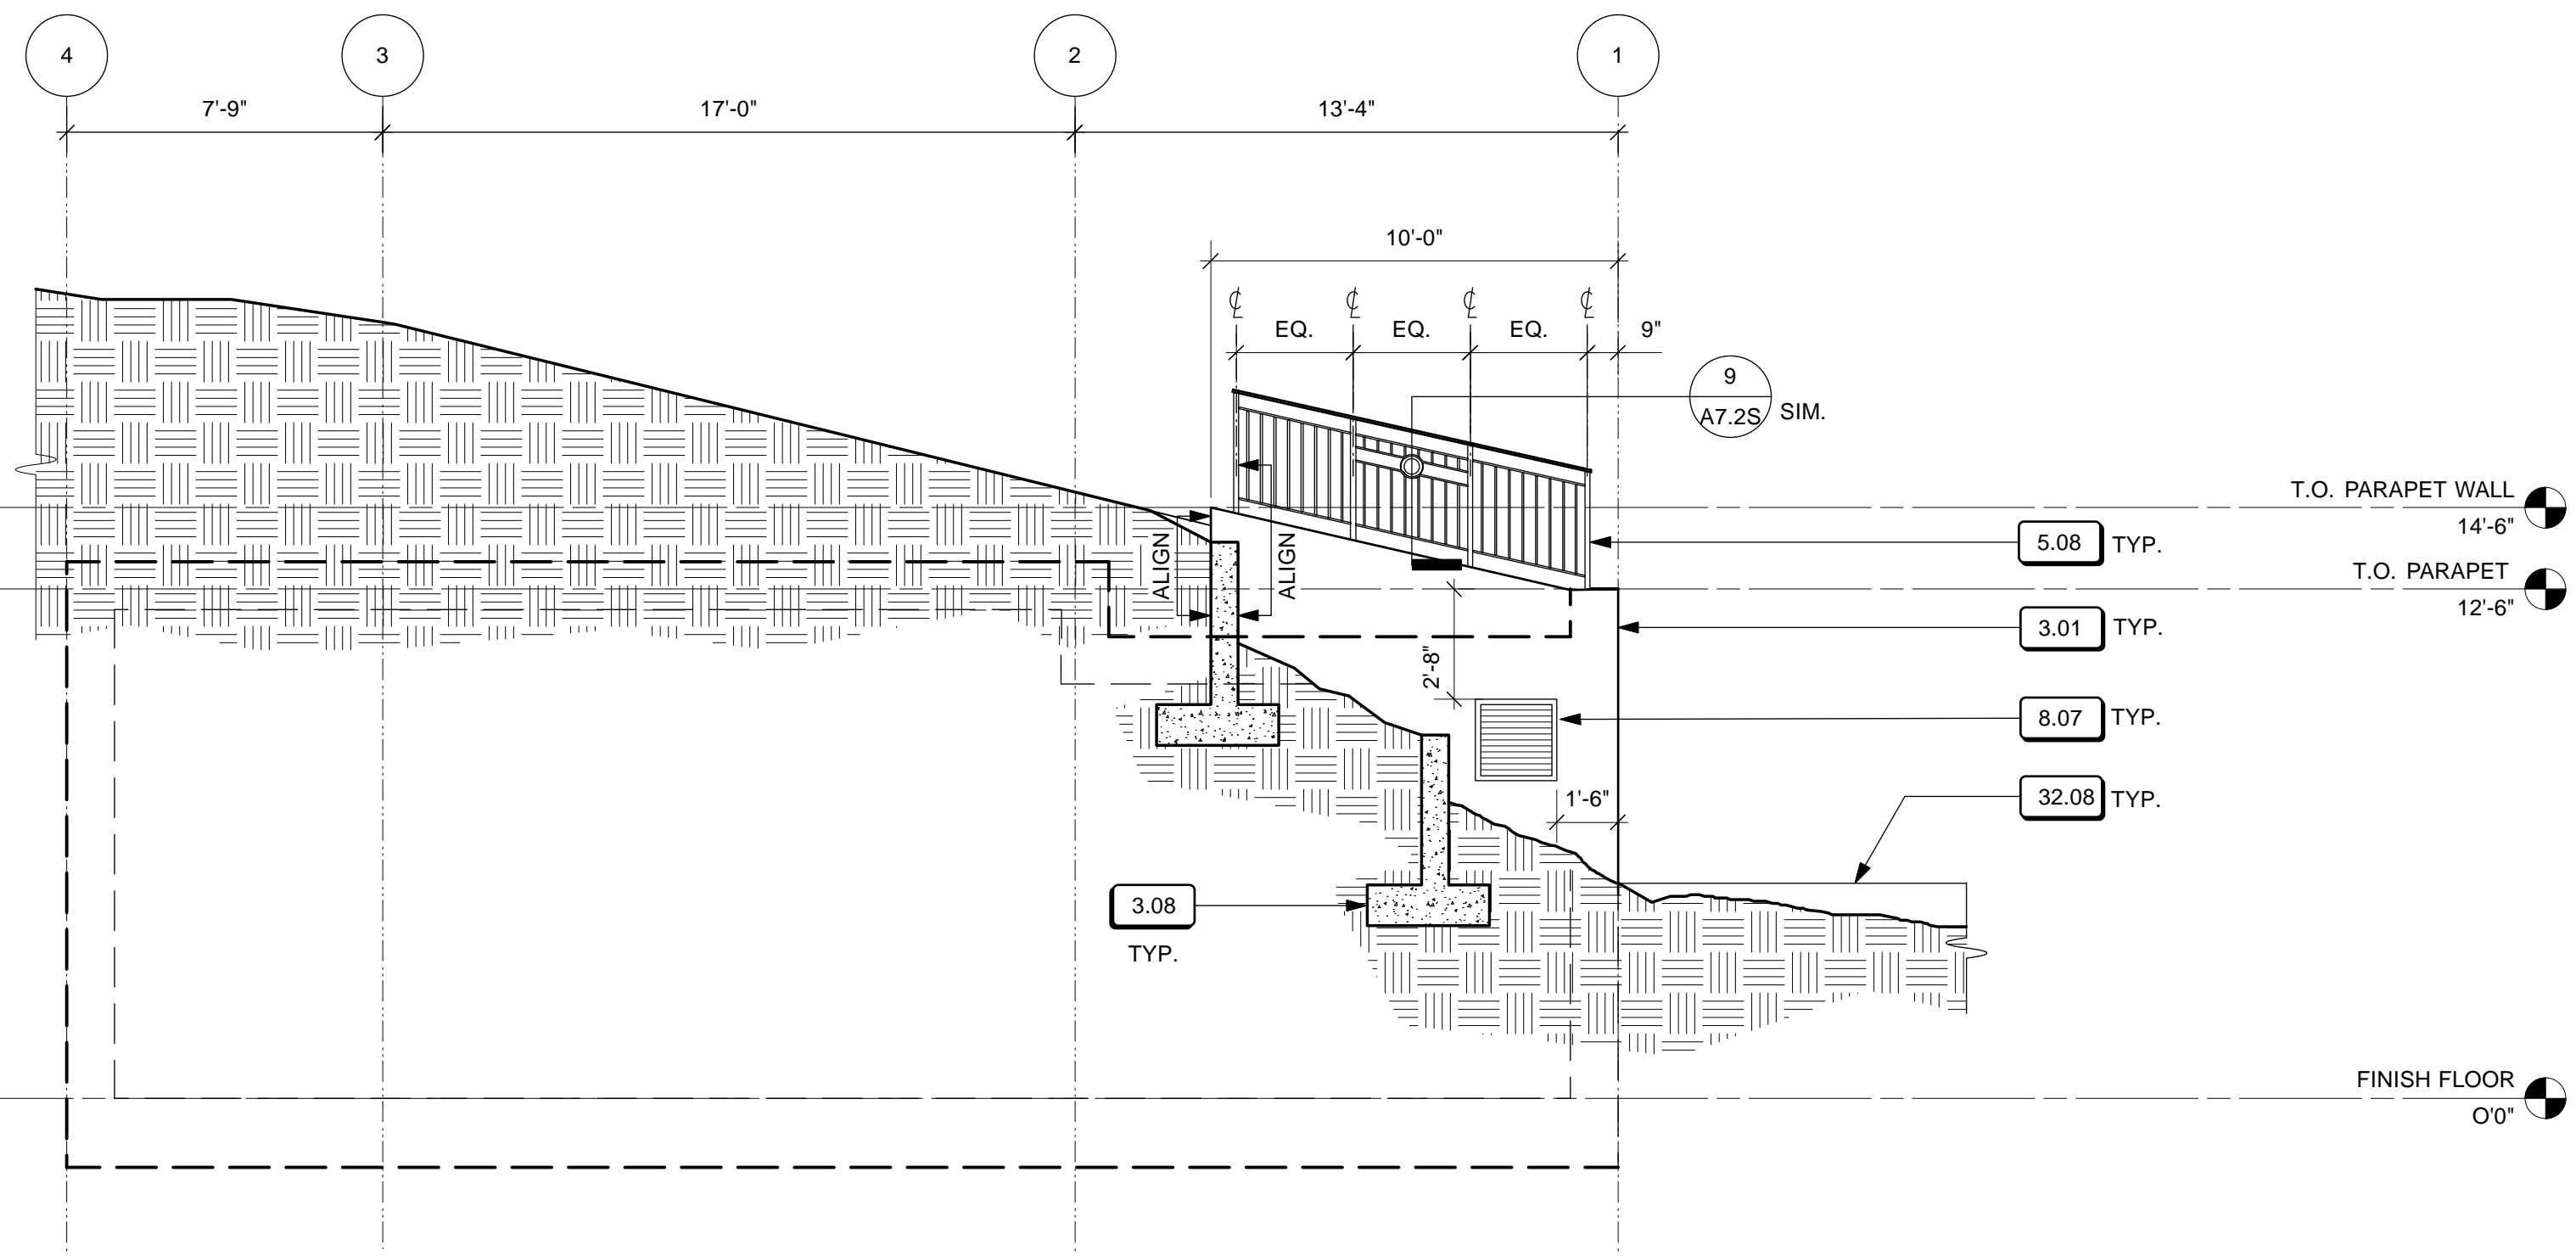 4
3
2
1
7'-9"
17'-0"
13'-4"
10'-0"
EQ.
EQ.
EQ.
9"
9
A7.2S
SIM.
T.O. PARAPET WALL
14'-6"
5.08
TYP.
ALIGN
ALIGN
T.O. PARAPET
12'-6"
3.01
TYP.
2'-8"
8.07
TYP.
1'-6"
32.08
TYP.
3.08
TYP.
FINISH FLOOR
O'0"